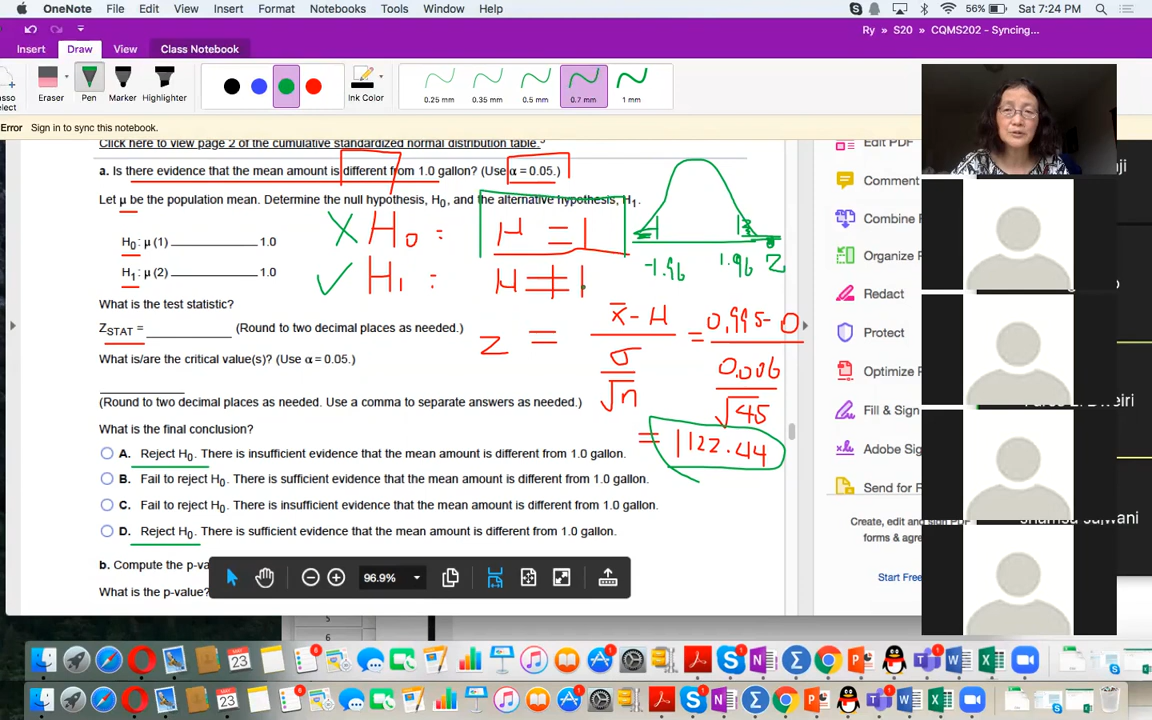 OneNote File Edit View Insert Format Notebooks Tools Window Help 56% Sat 7:24 PM
Ry » S20 » CQMS202 - Syncing...
Insert Draw View Class Notebook
Eraser Pen Marker Highlighter Ink Color 0.25 mm 0.35 mm 0.5 mm 0.7 mm 1 mm
Error Sign in to sync this notebook.
Click here to view page 2 of the cumulative standardized normal distribution table.
a. Is there evidence that the mean amount is different from 1.0 gallon? (Use α = 0.05.)
Let μ be the population mean. Determine the null hypothesis, H0, and the alternative hypothesis, H1.
H0: μ (1) __________ 1.0
H1: μ (2) __________ 1.0
X H0 : μ = 1
✓ H1 : μ ≠ 1
-1.96 1.96 Z
What is the test statistic?
ZSTAT = __________ (Round to two decimal places as needed.)
z = x̄ - μ / σ / √n = 0.995 - 0 / 0.006 / √45
= 1122.44
What is/are the critical value(s)? (Use α = 0.05.)
(Round to two decimal places as needed. Use a comma to separate answers as needed.)
What is the final conclusion?
A. Reject H0. There is insufficient evidence that the mean amount is different from 1.0 gallon.
B. Fail to reject H0. There is sufficient evidence that the mean amount is different from 1.0 gallon.
C. Fail to reject H0. There is insufficient evidence that the mean amount is different from 1.0 gallon.
D. Reject H0. There is sufficient evidence that the mean amount is different from 1.0 gallon.
b. Compute the p-va
What is the p-value?
96.9%
Edit PDF
Comment
Combine F
Organize F
Redact
Protect
Optimize F
Fill & Sign
Adobe Sig
Send for F
Create, edit and sign PDF
forms & agre
Start Free
MAY
23
5
6